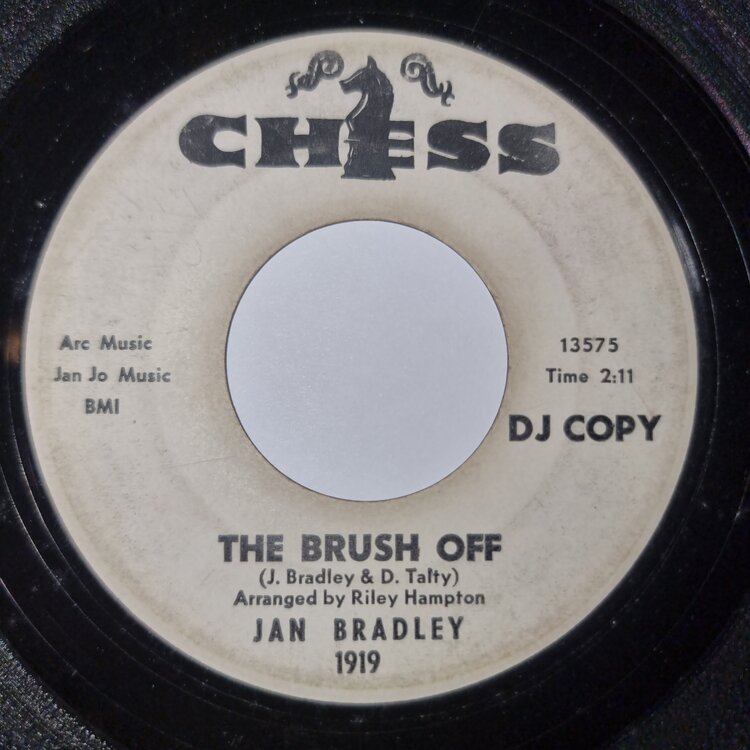 CHESS
Arc Music
Jan Jo Music
BMI
13575
Time 2:11
DJ COPY
THE BRUSH OFF
(J. Bradley & D. Talty)
Arranged by Riley Hampton
JAN BRADLEY
1919